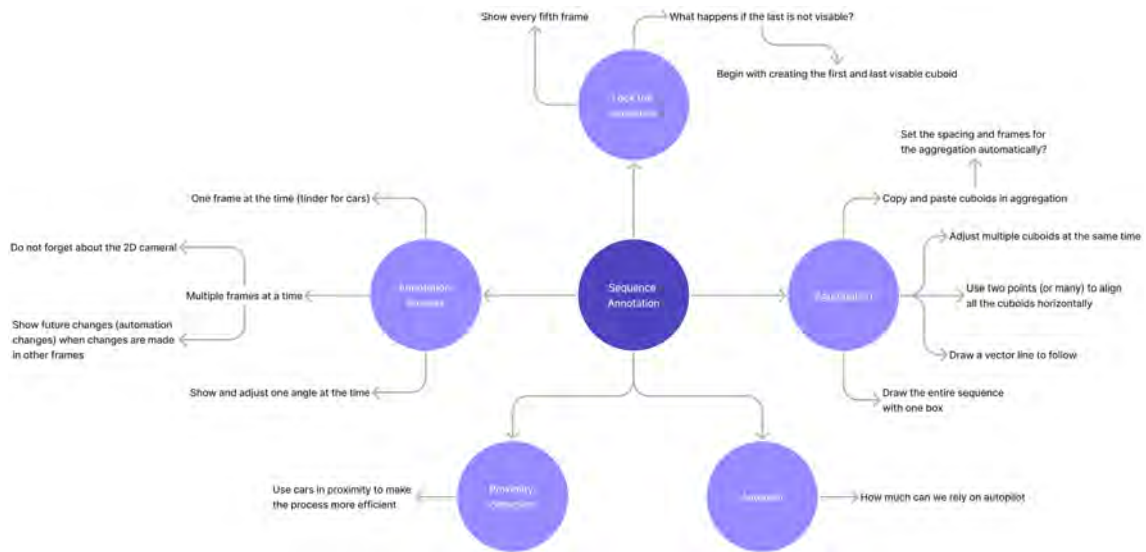 Show every fifth frame
What happens if the last is not visable?
Begin with creating the first and last visable cuboid
Set the spacing and frames for
the aggregation automatically?
One frame at the time (tinder for cars)
Copy and paste cuboids in aggregation
Do not forget about the 2D camera
Adjust multiple cuboids at the same time
Annotation
Sequence
Annotation
Multiple frames at a time
Use two points (or many) to align
all the cuboids horizontally
Show future changes (automation
changes) when changes are made
in other frames
Draw a vector line to follow
Show and adjust one angle at the time
Draw the entire sequence
with one box
Use cars in proximity to make
the process more efficient
Proximity
How much can we rely on autopilot